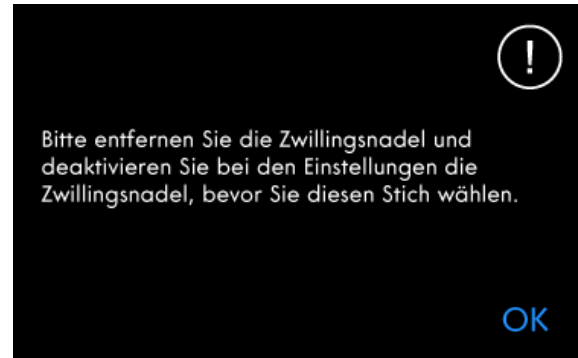 !
Bitte entfernen Sie die Zwillingsnadel und
deaktivieren Sie bei den Einstellungen die
Zwillingsnadel, bevor Sie diesen Stich wählen.
OK